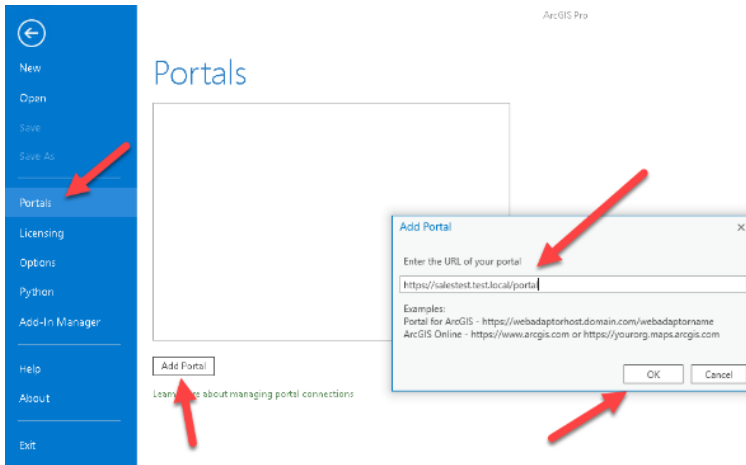 ArcGIS Pro
New
Open
Save
Save As
Portals
Licensing
Options
Python
Add-In Manager
Help
About
Exit
Portals
Add Portal
about managing portal connections
Add Portal
Enter the URL of your portal
https://salestest.test.local/portal
Examples:
Portal for ArcGIS - https://webadaptorhost.domain.com/webadaptorname
ArcGIS Online - https://www.arcgis.com or https://yourorg.maps.arcgis.com
OK
Cancel